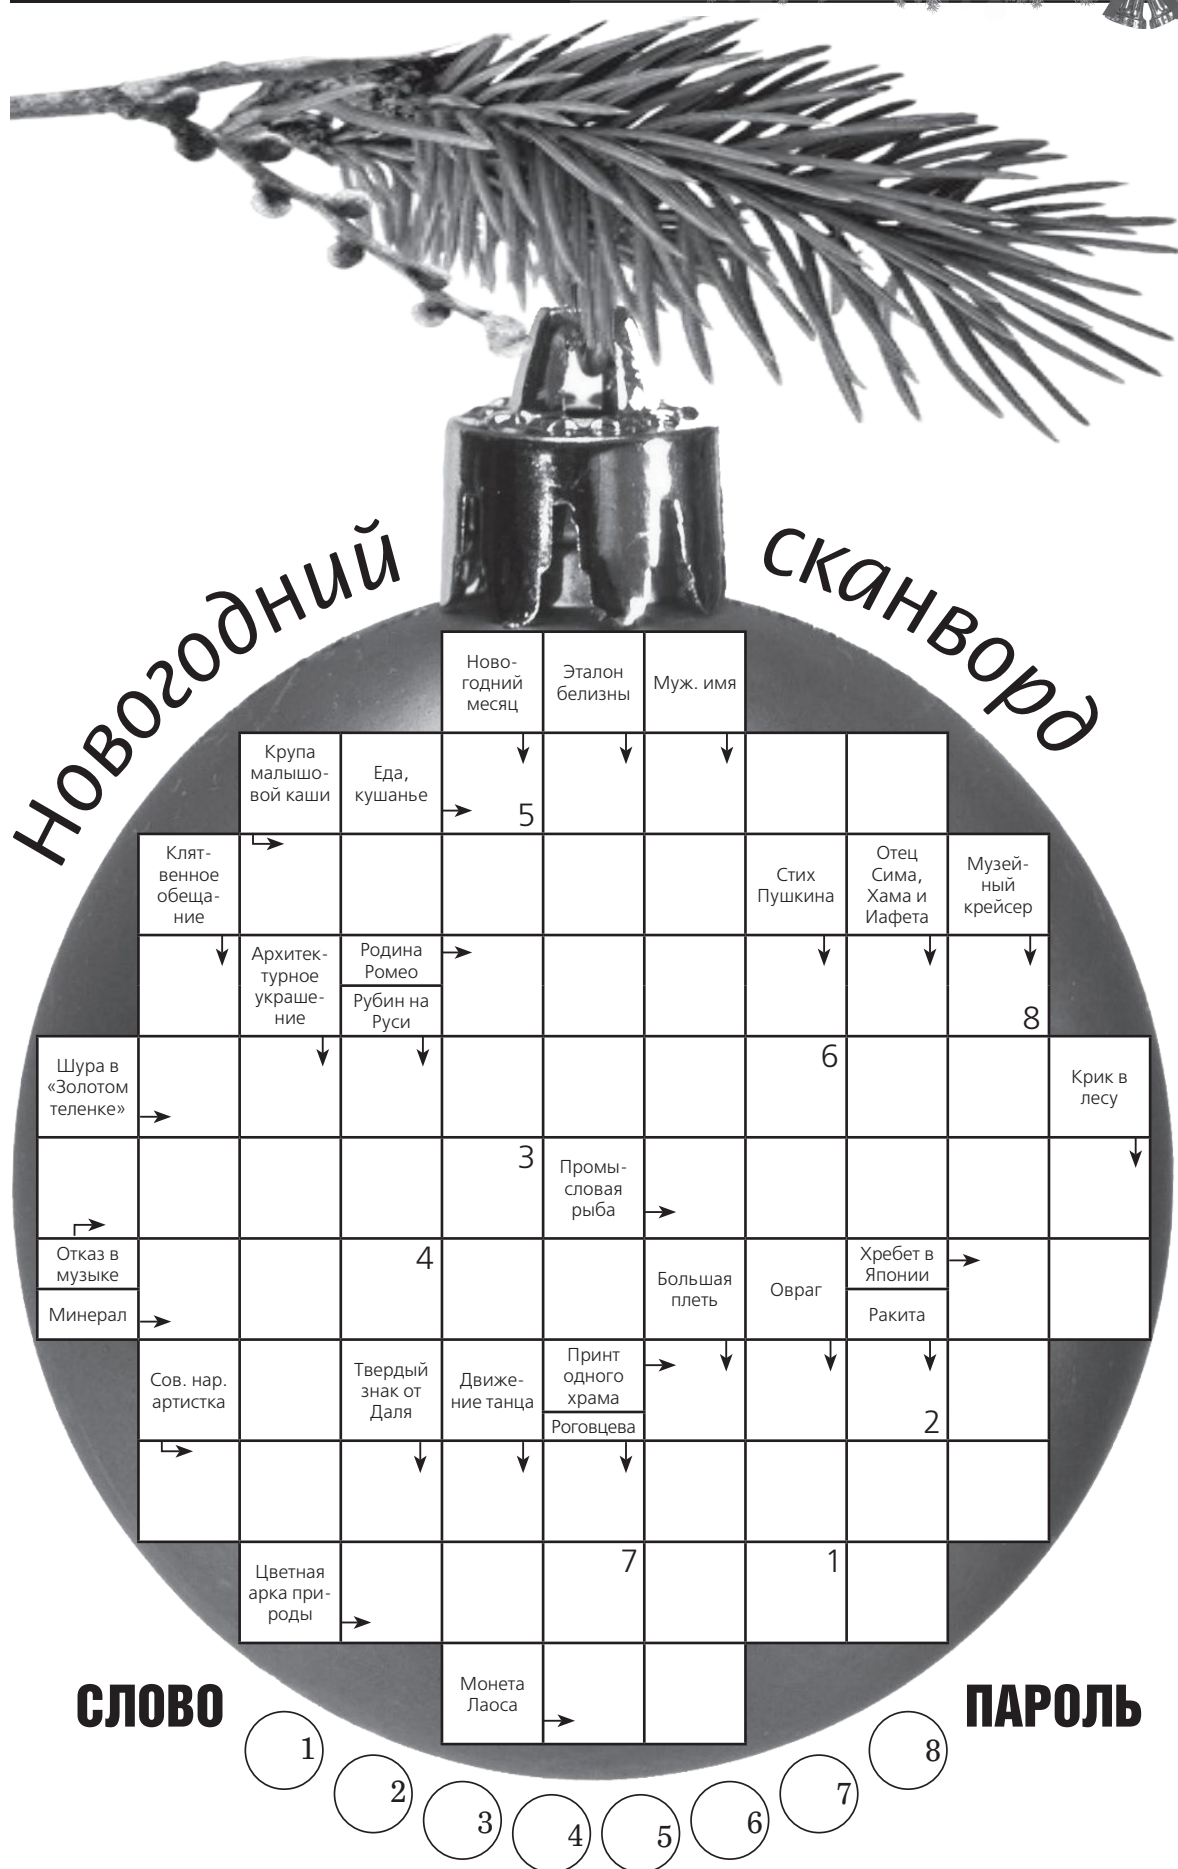 Новогодний
сканворд
Ново-
годний
месяц
Эталон
белизны
Муж. имя
Крупа
малышо-
вой каши
Еда,
кушанье
5
Клят-
венное
обеща-
ние
Стих
Пушкина
Отец
Сима,
Хама и
Иафета
Музей-
ный
крейсер
Архитек-
турное
украше-
ние
Родина
Ромео
Рубин на
Руси
8
Шура в
«Золотом
теленке»
6
Крик в
лесу
3
Промы-
словая
рыба
Отказ в
музыке
Минерал
4
Большая
плеть
Овраг
Хребет в
Японии
Ракита
Сов. нар.
артистка
Твердый
знак от
Даля
Движе-
ние танца
Принт
одного
храма
Роговцева
2
Цветная
арка при-
роды
7
1
Монета
Лаоса
СЛОВО
ПАРОЛЬ
1
2
3
4
5
6
7
8